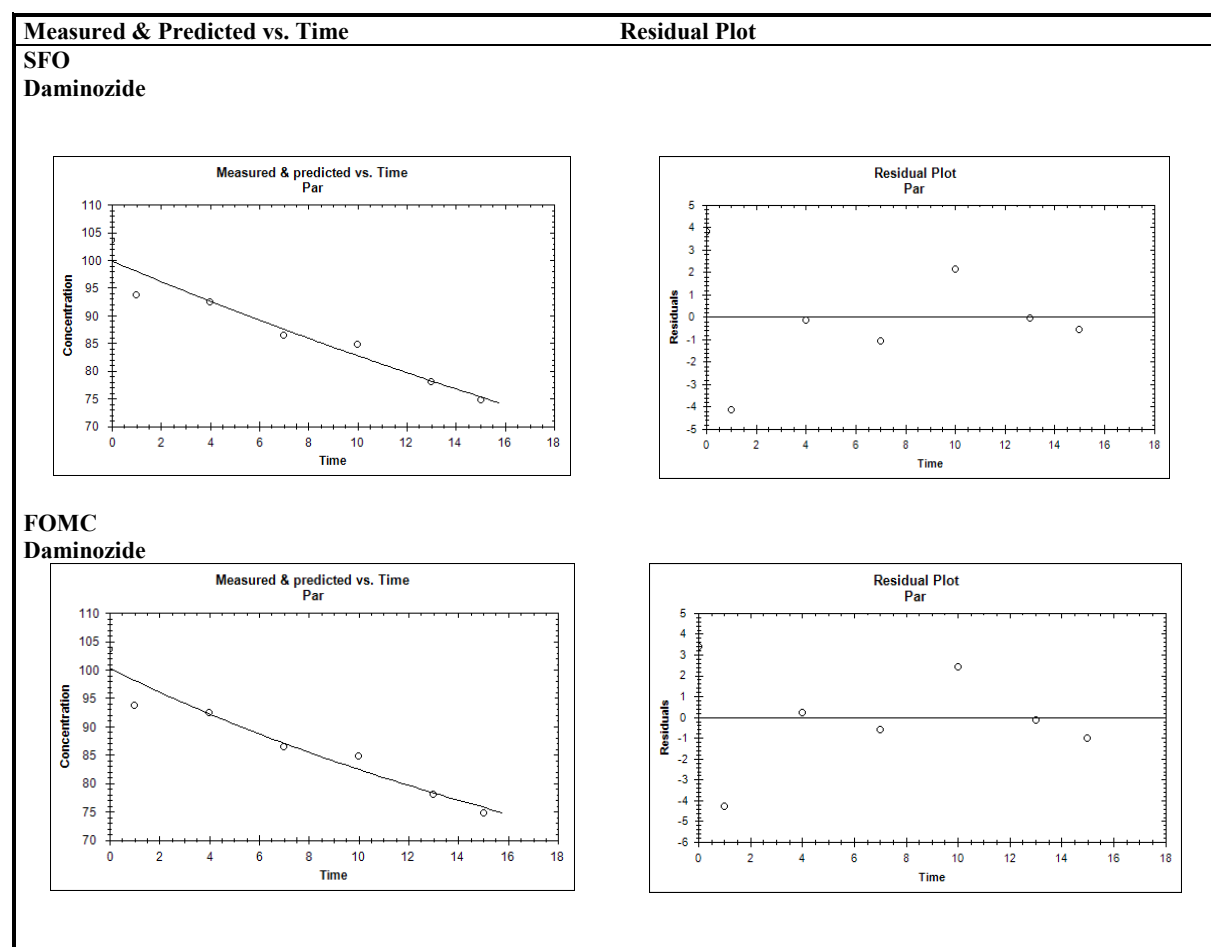 Measured & Predicted vs. Time Residual Plot
SFO
Daminozide
Measured & predicted vs. Time
Par
110
105
100
95
90
85
80
75
70
Concentration
0 2 4 6 8 10 12 14 16 18
Time
Residual Plot
Par
5
4
3
2
1
0
-1
-2
-3
-4
-5
Residuals
0 2 4 6 8 10 12 14 16 18
Time
FOMC
Daminozide
Measured & predicted vs. Time
Par
110
105
100
95
90
85
80
75
70
Concentration
0 2 4 6 8 10 12 14 16 18
Time
Residual Plot
Par
5
4
3
2
1
0
-1
-2
-3
-4
-5
-6
Residuals
0 2 4 6 8 10 12 14 16 18
Time